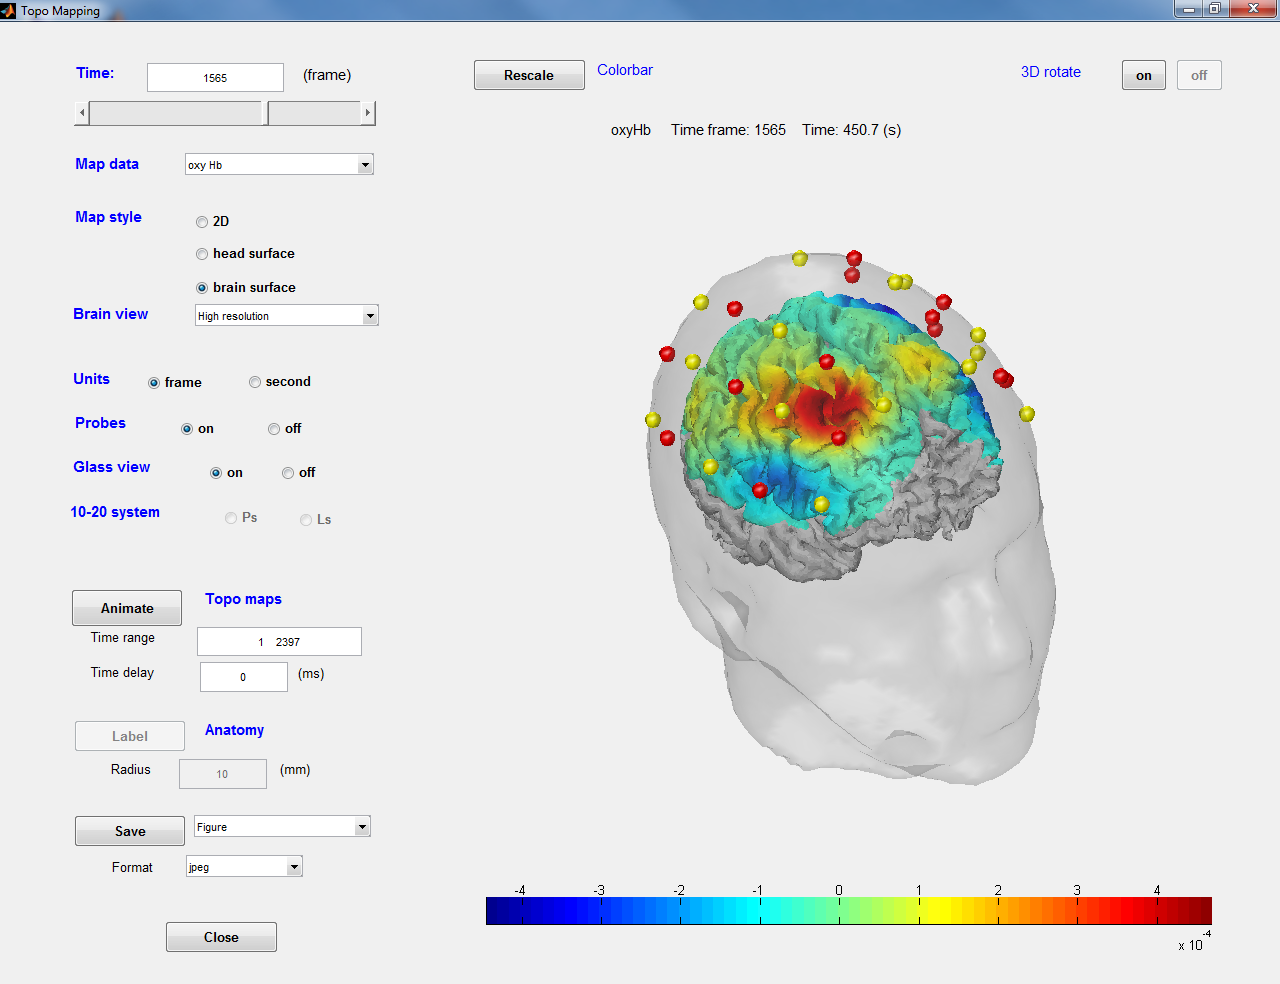 Topo Mapping
Time:
1565
(frame)
Map data
oxy Hb
Map style
2D
head surface
brain surface
Brain view
High resolution
Units
frame
second
Probes
on
off
Glass view
on
off
10-20 system
Ps
Ls
Animate
Topo maps
Time range
1 2397
Time delay
0
(ms)
Label
Anatomy
Radius
10
(mm)
Save
Figure
Format
jpeg
Close
Rescale
Colorbar
3D rotate
on
off
oxyHb Time frame: 1565 Time: 450.7 (s)
-4 -3 -2 -1 0 1 2 3 4
x 10 -4